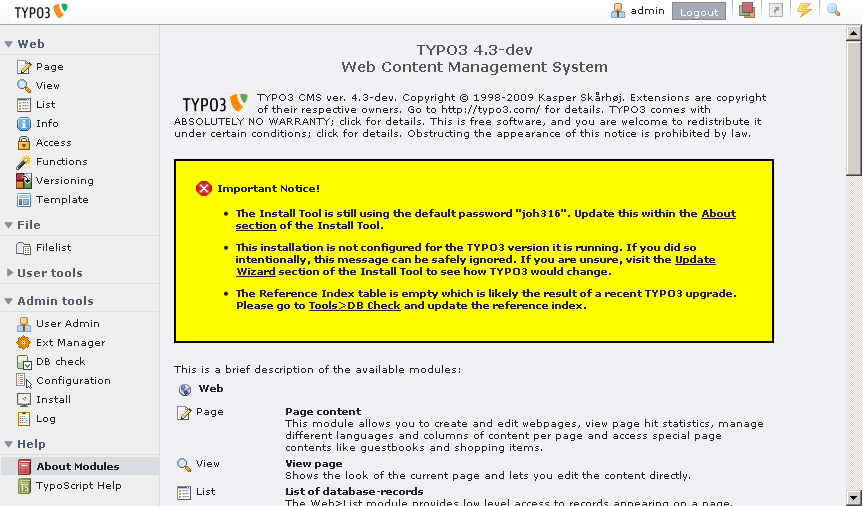 TYPO3
admin
Logout
Web
Page
View
List
Info
Access
Functions
Versioning
Template
File
Filelist
User tools
Admin tools
User Admin
Ext Manager
DB check
Configuration
Install
Log
Help
About Modules
TypoScript Help
TYPO3 4.3-dev
Web Content Management System
TYPO3
TYPO3 CMS ver. 4.3-dev. Copyright © 1998-2009 Kasper Skårhøj. Extensions are copyright
of their respective owners. Go to http://typo3.com/ for details. TYPO3 comes with
ABSOLUTELY NO WARRANTY; click for details. This is free software, and you are welcome to redistribute it
under certain conditions; click for details. Obstructing the appearance of this notice is prohibited by law.
Important Notice!
• The Install Tool is still using the default password "joh316". Update this within the About
section of the Install Tool.
• This installation is not configured for the TYPO3 version it is running. If you did so
intentionally, this message can be safely ignored. If you are unsure, visit the Update
Wizard section of the Install Tool to see how TYPO3 would change.
• The Reference Index table is empty which is likely the result of a recent TYPO3 upgrade.
Please go to Tools>DB Check and update the reference index.
This is a brief description of the available modules:
Web
Page
Page content
This module allows you to create and edit webpages, view page hit statistics, manage
different languages and columns of content per page and access special page
contents like guestbooks and shopping items.
View
View page
Shows the look of the current page and lets you edit the content directly.
List
List of database-records
The Web>List module provides low level access to records appearing on a page.